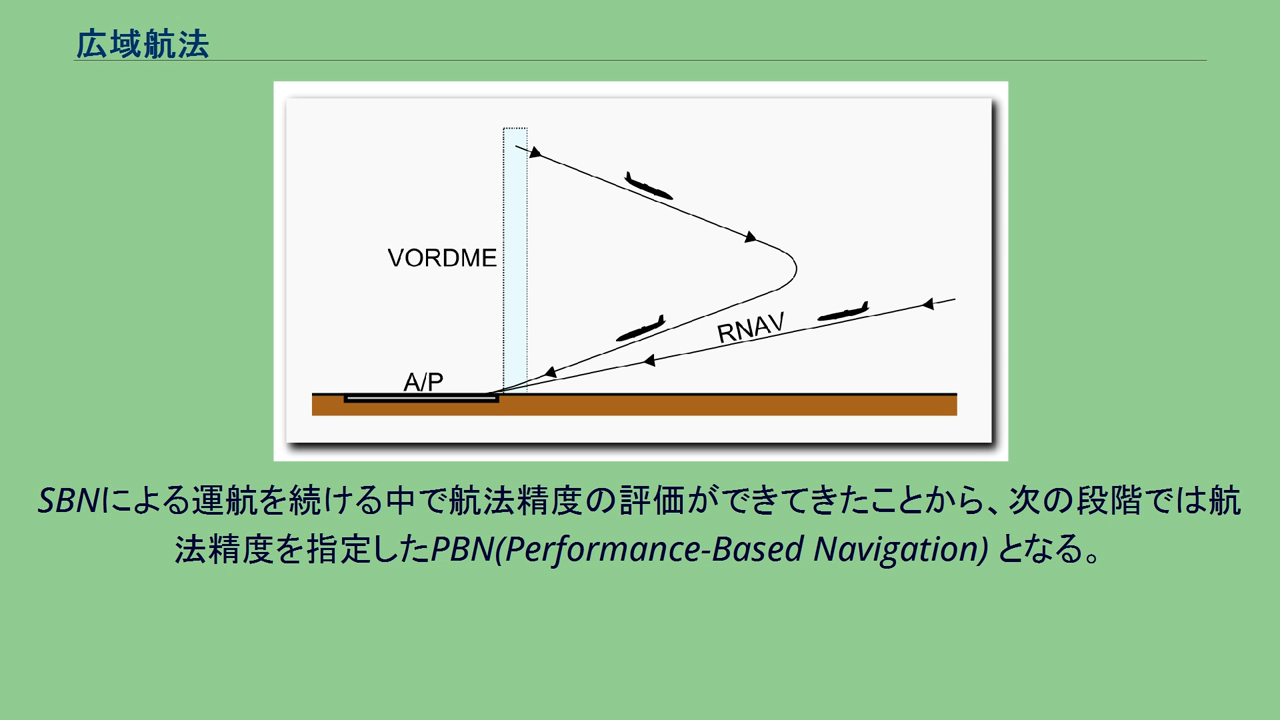 広域航法
VORDME
RNAV
A/P
SBNによる運航を続ける中で航法精度の評価ができてきたことから、次の段階では航
法精度を指定したPBN(Performance-Based Navigation) となる。